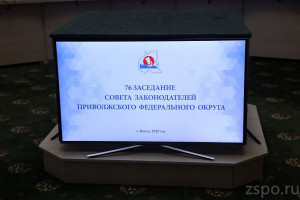 76 ЗАСЕДАНИЕ
СОВЕТА ЗАКОНОДАТЕЛЕЙ
ПРИВОЛЖСКОГО ФЕДЕРАЛЬНОГО ОКРУГА
zspo.ru